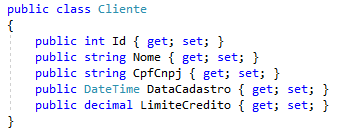 public class Cliente
{
    public int Id { get; set; }
    public string Nome { get; set; }
    public string CpfCnpj { get; set; }
    public DateTime DataCadastro { get; set; }
    public decimal LimiteCredito { get; set; }
}